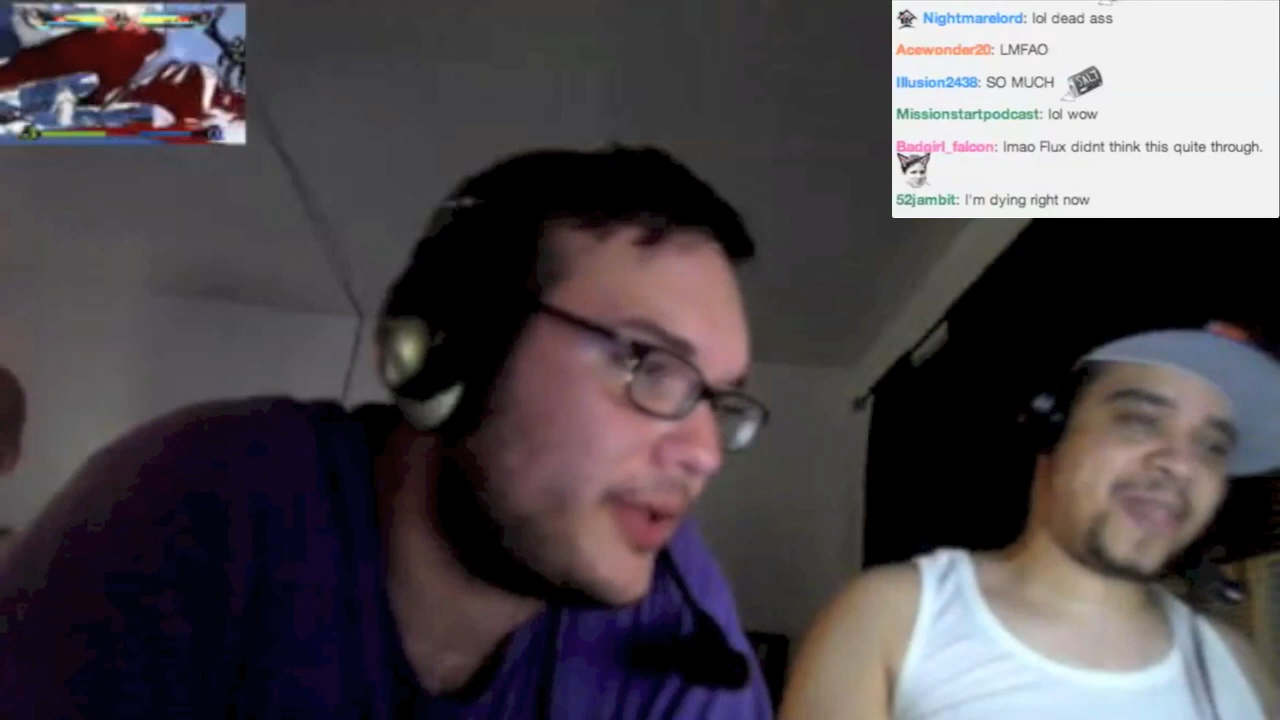 Nightmarelord: lol dead ass
Acewonder20: LMFAO
Illusion2438: SO MUCH SALT
Missionstartpodcast: lol wow
Badgirl_falcon: lmao Flux didnt think this quite through.
52jambit: I'm dying right now